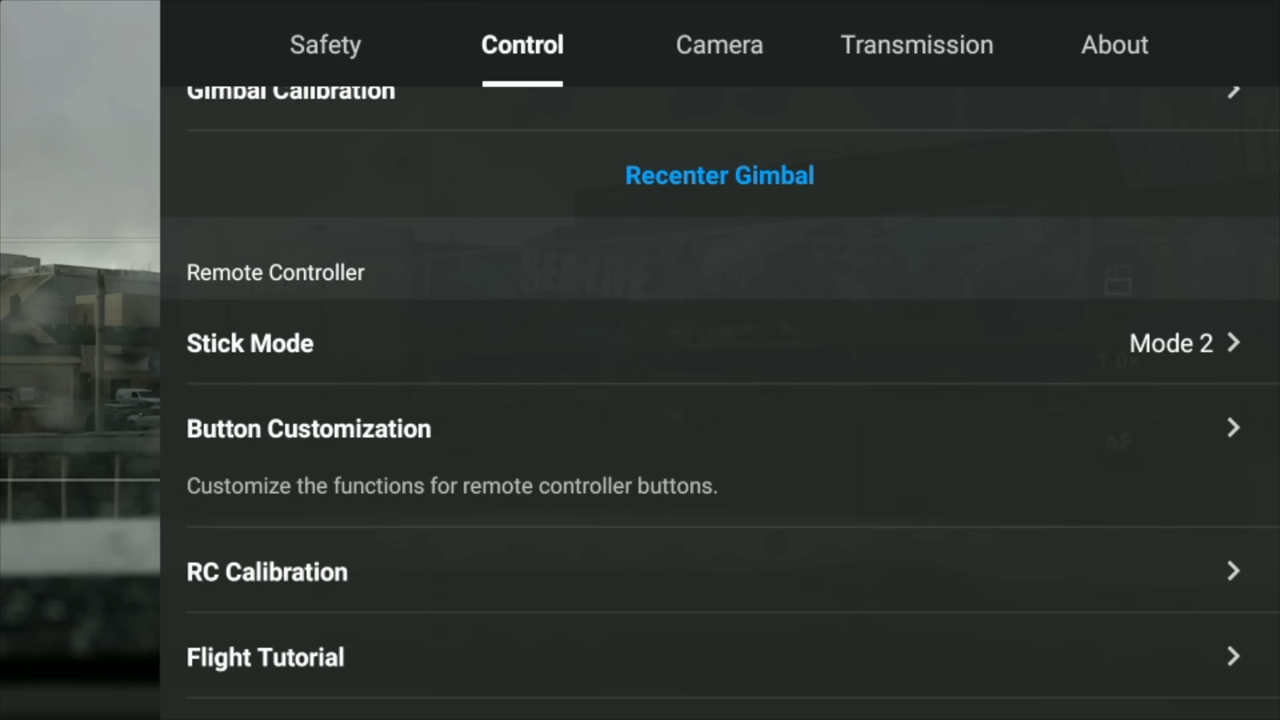 Safety
Control
Camera
Transmission
About
Gimbal Calibration
Recenter Gimbal
Remote Controller
Stick Mode
Mode 2
Button Customization
AF
Customize the functions for remote controller buttons.
RC Calibration
Flight Tutorial